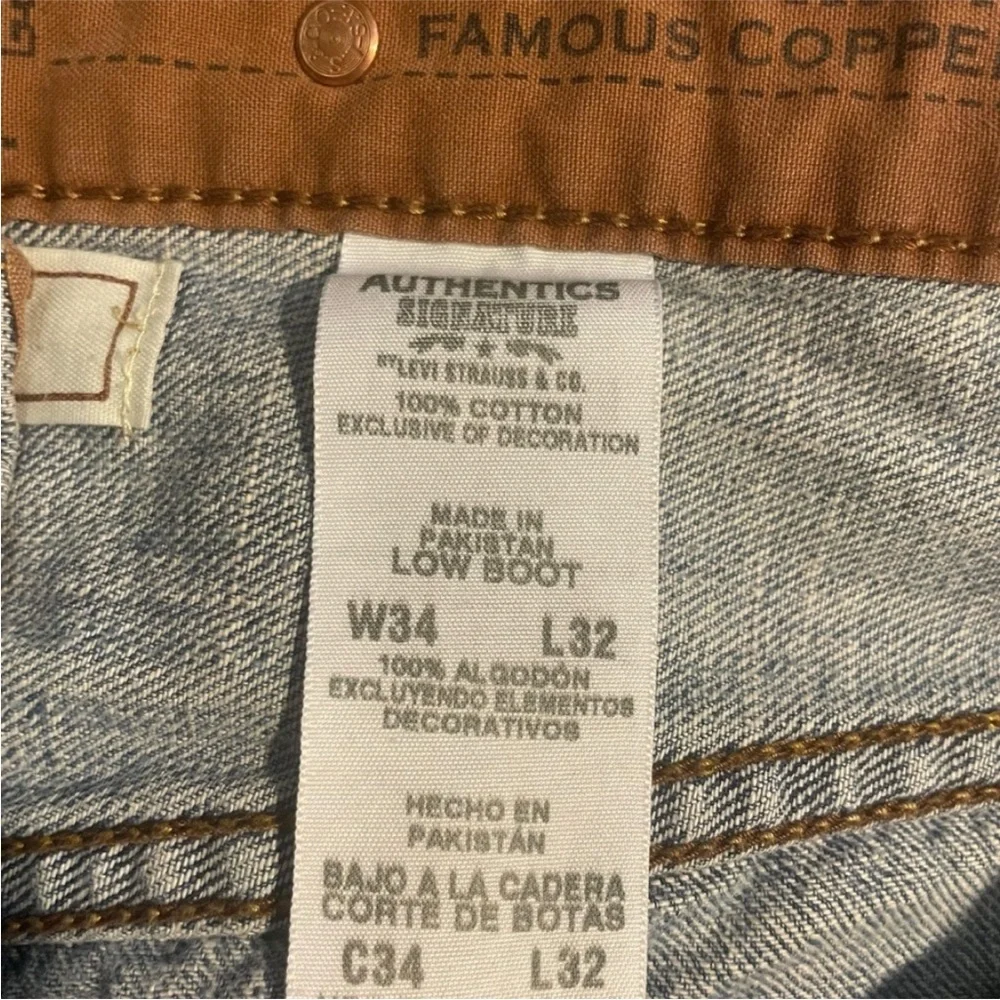 FAMOUS COPPE
AUTHENTICS
SIGNATURE
BY LEVI STRAUSS & CO.
100% COTTON
EXCLUSIVE OF DECORATION
MADE IN
PAKISTAN
LOW BOOT
W34 L32
100% ALGODÓN
EXCLUYENDO ELEMENTOS
DECORATIVOS
HECHO EN
PAKISTÁN
BAJO A LA CADERA
CORTE DE BOTAS
C34 L32